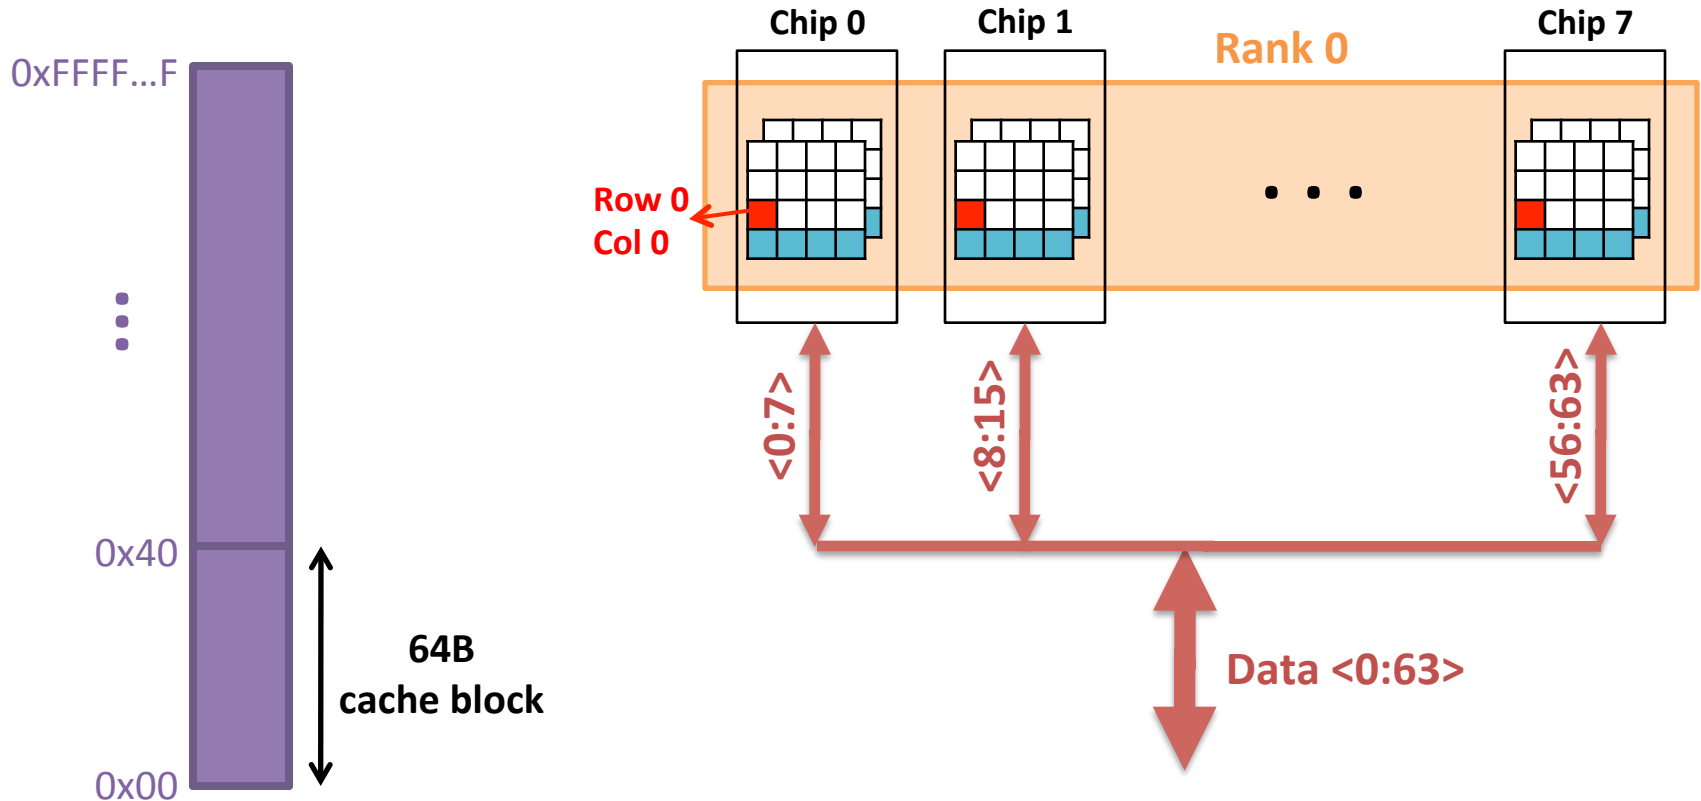 Chip 0
Chip 1
Rank 0
Chip 7
0xFFFF...F
Row 0
Col 0
<0:7>
<8:15>
<56:63>
0x40
64B
cache block
Data <0:63>
0x00